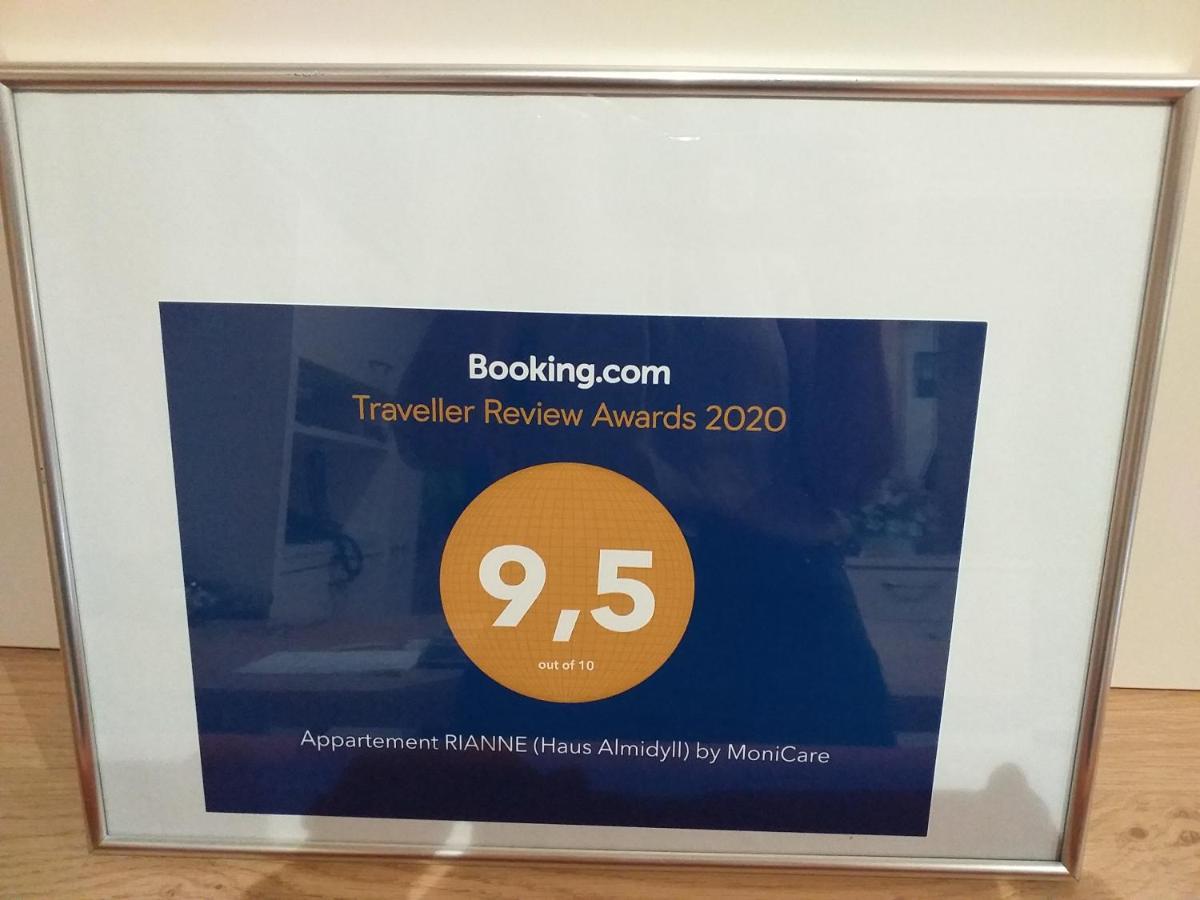 Booking.com
Traveller Review Awards 2020
9,5
out of 10
Appartement RIANNE (Haus Almidyll) by MoniCare